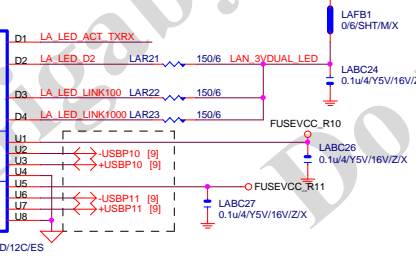 LAFB1
0/6/SHT/M/X
D1 LA_LED_ACT_TXRX
D2 LA_LED_D2 LAR21 150/6 LAN_3VDUAL_LED
LABC24
0.1u/4/Y5V/16V/Z/X
D3 LA_LED_LINK100 LAR22 150/6
D4 LA_LED_LINK1000 LAR23 150/6
FUSEVCC_R10
U1
U2 -USBP10 [9]
U3 +USBP10 [9]
LABC26
0.1u/4/Y5V/16V/Z/X
U4
U5 FUSEVCC_R11
U6 -USBP11 [9]
U7 +USBP11 [9]
U8
LABC27
0.1u/4/Y5V/16V/Z/X
D/12C/ES
Do